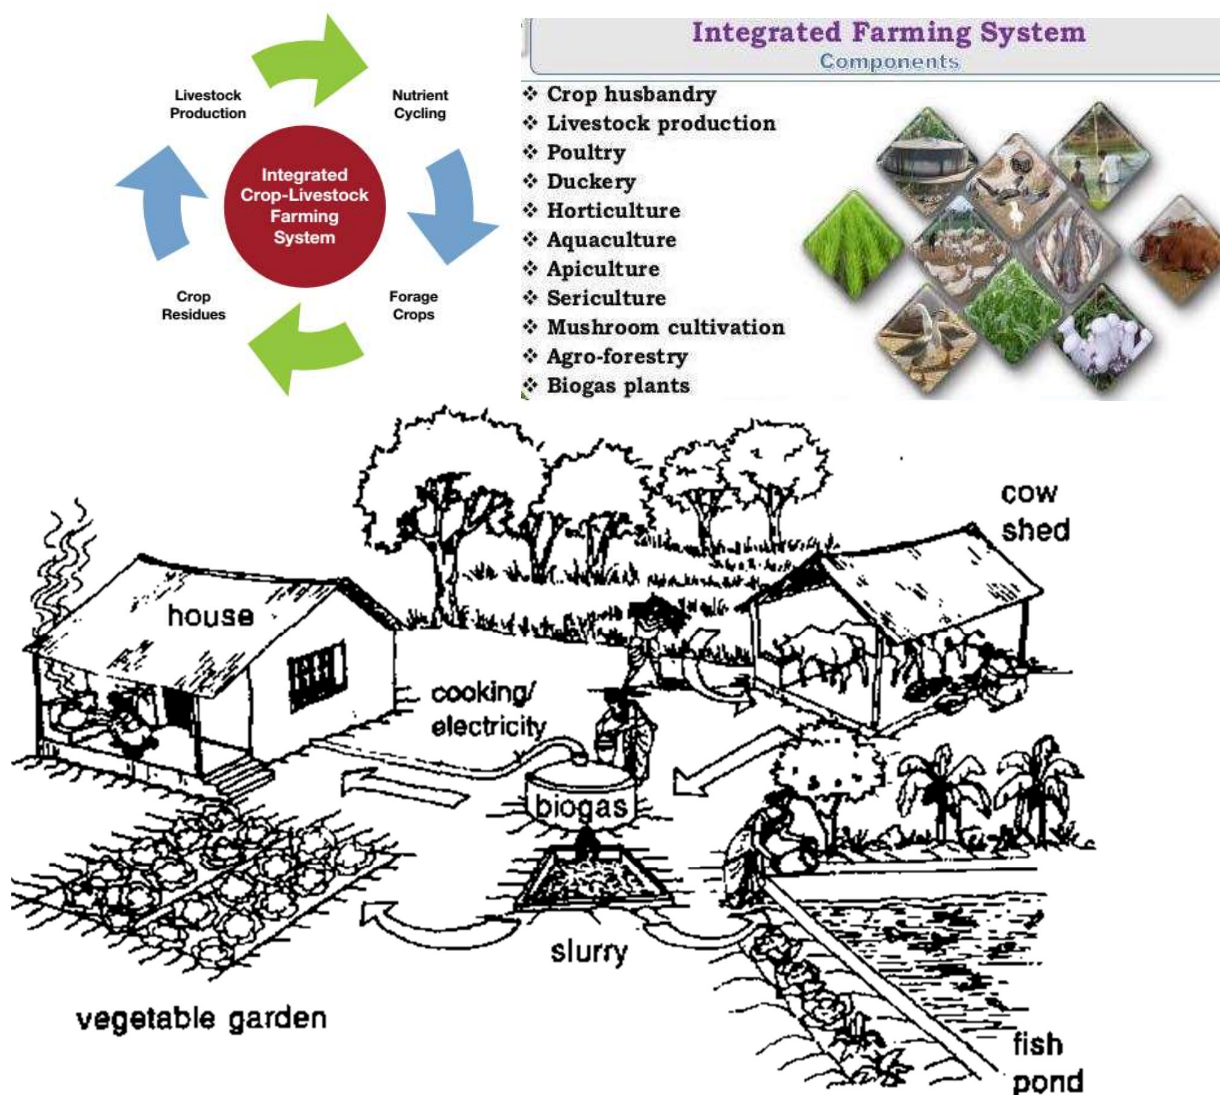 Livestock
Production
Nutrient
Cycling
Integrated
Crop-Livestock
Farming
System
Crop
Residues
Forage
Crops
Integrated Farming System
Components
❖ Crop husbandry
❖ Livestock production
❖ Poultry
❖ Duckery
❖ Horticulture
❖ Aquaculture
❖ Apiculture
❖ Sericulture
❖ Mushroom cultivation
❖ Agro-forestry
❖ Biogas plants
cow
shed
house
cooking/
electricity
biogas
slurry
vegetable garden
fish
pond